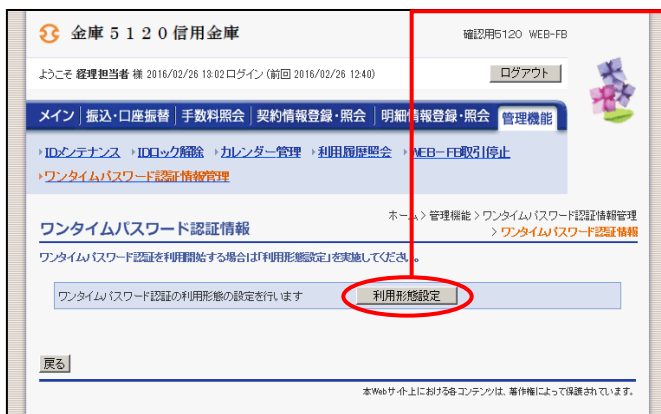 金庫５１２０信用金庫
確認用5120 WEB-FB
ようこそ 経理担当者 様 2016/02/26 18:02ログイン (前回 2016/02/26 12:40)
ログアウト
メイン 振込・口座振替 手数料照会 契約情報登録・照会 明細情報登録・照会 管理機能
IDメンテナンス IDロック解除 カレンダー管理 利用履歴照会 WEB－FB取引停止
ワンタイムパスワード認証情報管理
ワンタイムパスワード認証情報
ホーム > 管理機能 > ワンタイムパスワード認証情報管理
> ワンタイムパスワード認証情報
ワンタイムパスワード認証を利用開始する場合は「利用形態設定」を実施してください。
ワンタイムパスワード認証の利用形態の設定を行います
利用形態設定
戻る
本Webサイト上における各コンテンツは、著作権によって保護されています。